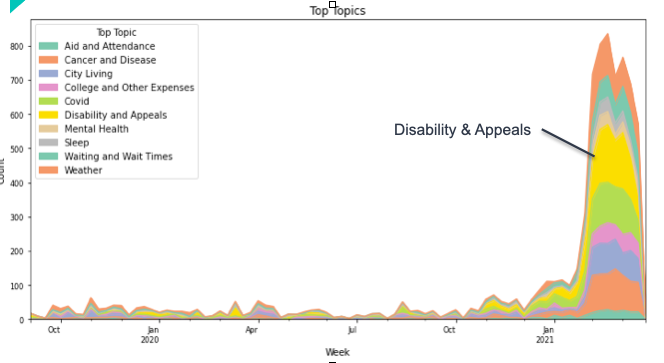 Top Topics
Top Topic
Aid and Attendance
Cancer and Disease
City Living
College and Other Expenses
Covid
Disability and Appeals
Mental Health
Sleep
Waiting and Wait Times
Weather
Disability & Appeals
800
700
600
500
400
300
200
100
0
Oct
Jan
2020
Apr
Jul
Oct
Jan
2021
Week